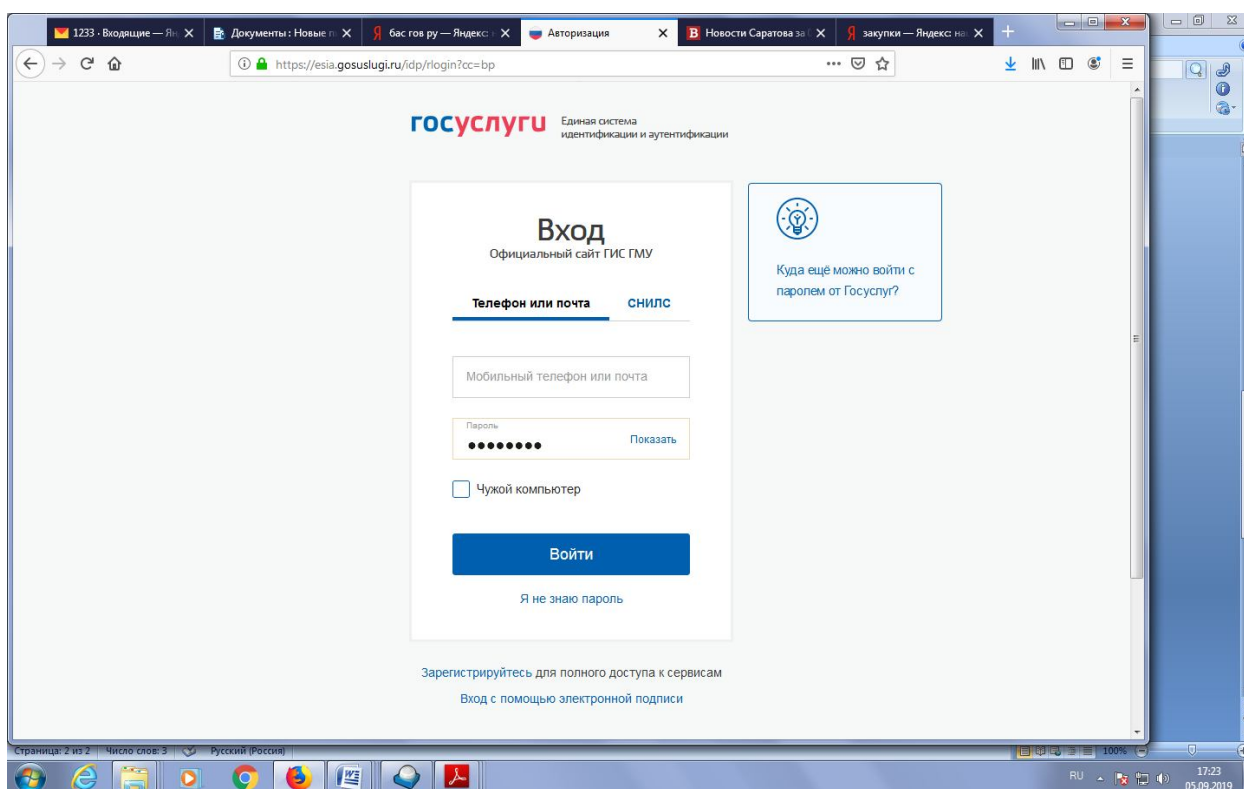 1233 · Входящие — Ян
Документы : Новые п
бас гов ру — Яндекс:
Авторизация
Новости Саратова за
закупки — Яндекс: на
https://esia.gosuslugi.ru/idp/rlogin?cc=bp
госуслуги
Единая система
идентификации и аутентификации
Вход
Официальный сайт ГИС ГМУ
Телефон или почта СНИЛС
Мобильный телефон или почта
Пароль
Показать
Чужой компьютер
Войти
Я не знаю пароль
Зарегистрируйтесь для полного доступа к сервисам
Вход с помощью электронной подписи
Куда ещё можно войти с
паролем от Госуслуг?
Страница: 2 из 2 Число слов: 3 Русский (Россия) 100%
RU
17:23
05.09.2019